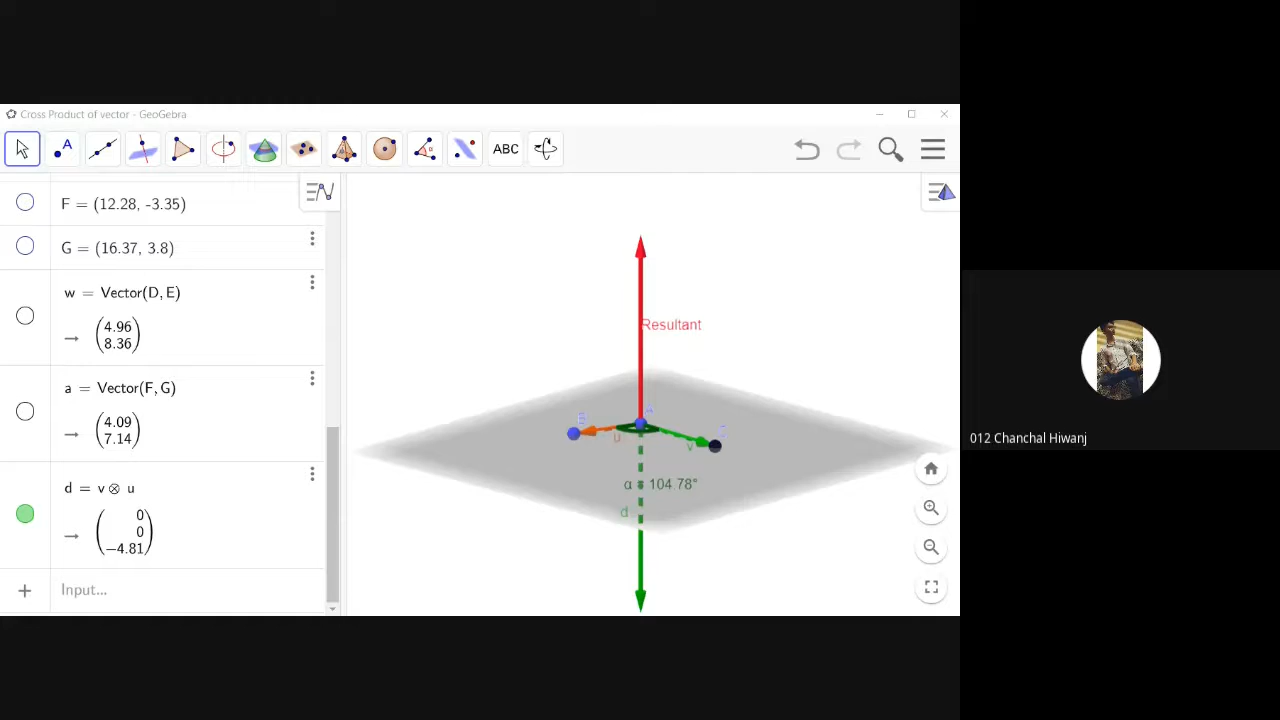 Cross Product of vector - GeoGebra
A
ABC
F = (12.28, -3.35)
G = (16.37, 3.8)
w = Vector(D, E)
→ (4.96
8.36)
a = Vector(F, G)
→ (4.09
7.14)
d = v ⊗ u
→ (0
0
−4.81)
+ Input...
Resultant
A
B
u
v
α = 104.78°
d
012 Chanchal Hiwanj